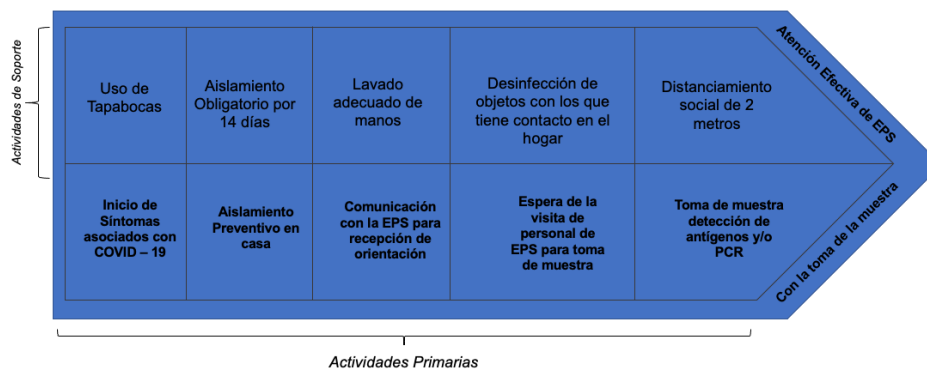 Actividades de Soporte
Uso de
Tapabocas
Aislamiento
Obligatorio por
14 días
Lavado
adecuado de
manos
Desinfección de
objetos con los que
tiene contacto en el
hogar
Distanciamiento
social de 2
metros
Atención Efectiva de EPS
Inicio de
Síntomas
asociados con
COVID – 19
Aislamiento
Preventivo en
casa
Comunicación
con la EPS para
recepción de
orientación
Espera de la
visita de
personal de
EPS para toma
de muestra
Toma de muestra
detección de
antígenos y/o
PCR
Con la toma de la muestra
Actividades Primarias